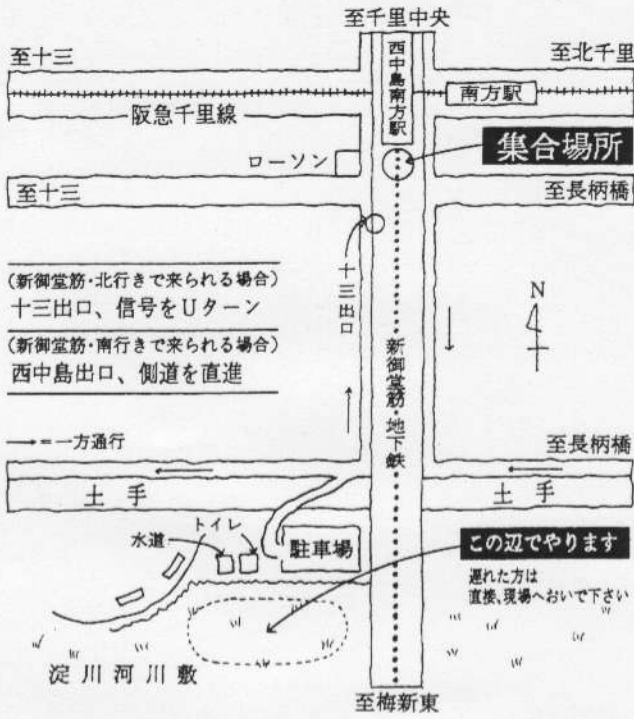 至千里中央
至十三
至北千里
西中島南方駅
南方駅
阪急千里線
集合場所
ローソン
至十三
至長柄橋
十三出口
(新御堂筋・北行きで来られる場合)
十三出口、信号をUターン
(新御堂筋・南行きで来られる場合)
西中島出口、側道を直進
N
新御堂筋・地下鉄
→=一方通行
至長柄橋
土手
土手
トイレ
水道
駐車場
この辺でやります
遅れた方は
直接、現場へおいで下さい
淀川河川敷
至梅新東